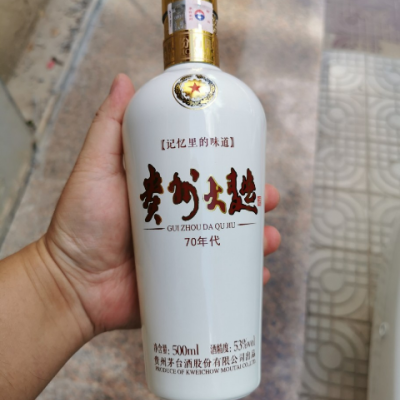 【记忆里的味道】
贵州大麯
GUI ZHOU DA QU JIU
70年代
净含量:500ml 酒精度:53%vol
贵州茅台酒股份有限公司出品
PRODUCE OF KWEICHOW MOUTAI CO.,LTD.